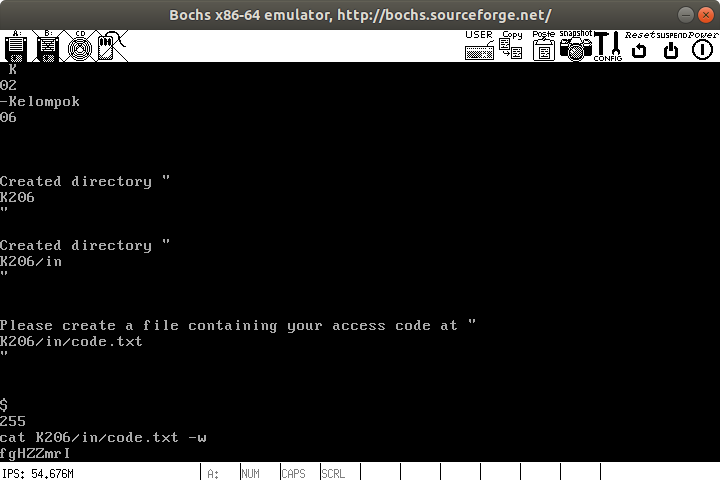 Bochs x86-64 emulator, http://bochs.sourceforge.net/
A:
B:
CD
USER
Copy
Paste
snapshot
CONFIG
Reset
SUSPEND
Power
K
02
-Kelompok
06
Created directory "
K206
"
Created directory "
K206/in
"
Please create a file containing your access code at "
K206/in/code.txt
"
$
255
cat K206/in/code.txt -w
fgHZZmrI
IPS: 54.676M
A:
NUM
CAPS
SCRL